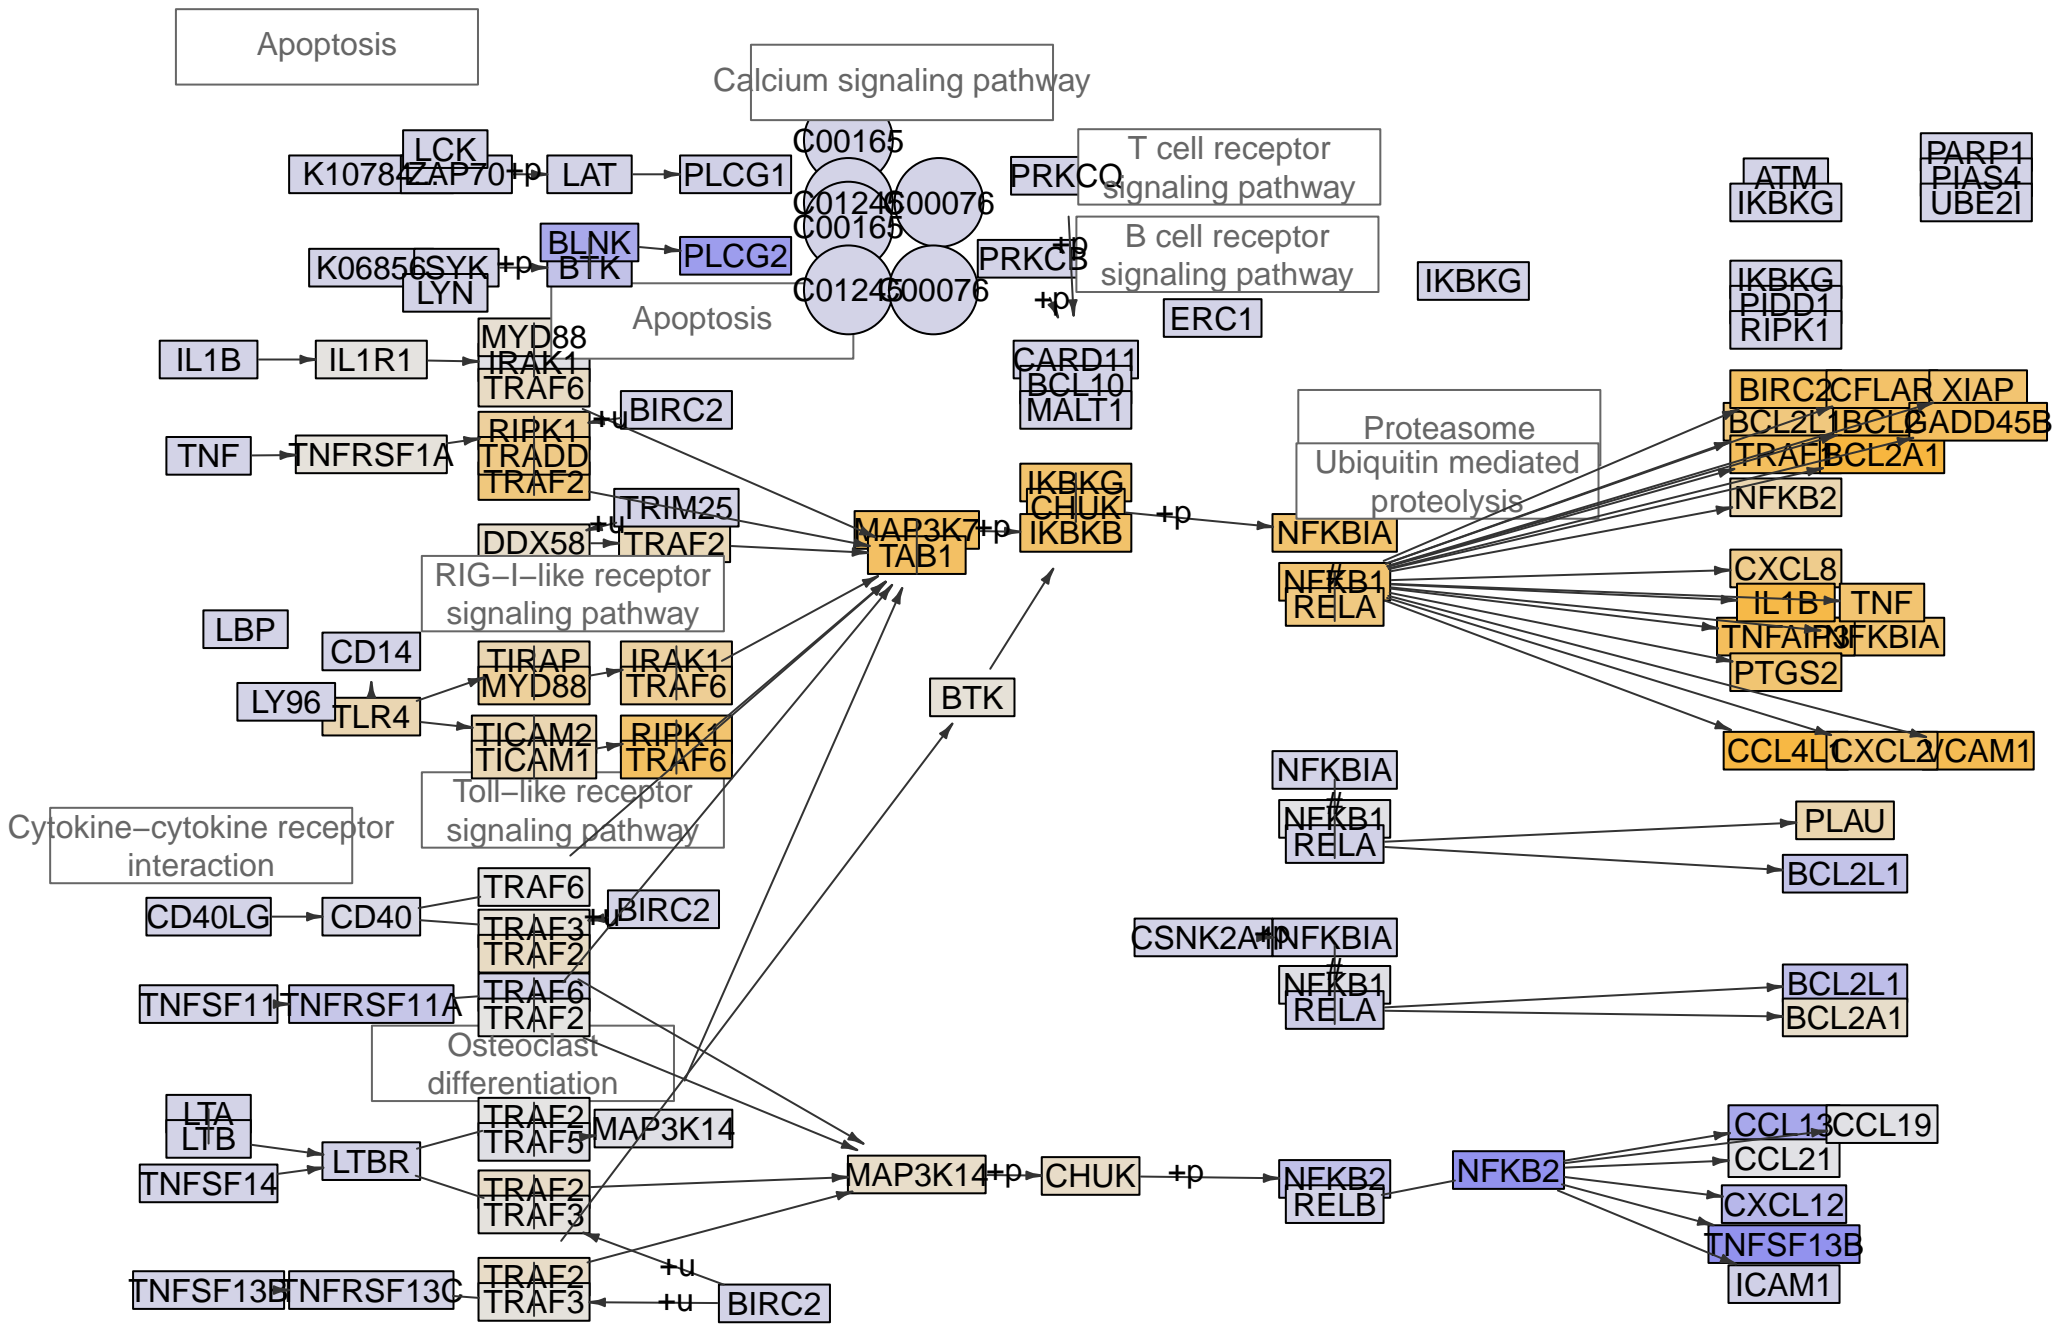 Apoptosis
Calcium signaling pathway
LCK
K10784
ZAP70
+p
LAT
PLCG1
C00165
C01245
C00076
C00165
C01245
C00076
PRKCQ
T cell receptor
signaling pathway
ATM
IKBKG
PARP1
PIAS4
UBE2I
K06856
SYK
LYN
+p
BLNK
BTK
PLCG2
PRKCB
+p
+p
B cell receptor
signaling pathway
IKBKG
IKBKG
PIDD1
RIPK1
Apoptosis
ERC1
IL1B
IL1R1
MYD88
IRAK1
TRAF6
CARD11
BCL10
MALT1
TNF
TNFRSF1A
RIPK1
TRADD
TRAF2
+u
BIRC2
Proteasome
Ubiquitin mediated
proteolysis
BIRC2
CFLAR
XIAP
BCL2L1
BCL2
GADD45B
TRAF1
BCL2A1
NFKB2
DDX58
+u
TRIM25
TRAF2
MAP3K7
TAB1
+p
IKBKG
CHUK
IKBKB
+p
NFKBIA
NFKB1
RELA
RIG−I−like receptor
signaling pathway
CXCL8
IL1B
TNF
TNFAIP3
NFKBIA
PTGS2
LBP
CD14
LY96
TLR4
TIRAP
MYD88
IRAK1
TRAF6
TICAM2
TICAM1
RIPK1
TRAF6
BTK
CCL4L1
CXCL2
VCAM1
Toll−like receptor
signaling pathway
Cytokine−cytokine receptor
interaction
NFKBIA
NFKB1
RELA
PLAU
BCL2L1
CD40LG
CD40
TRAF6
TRAF3
TRAF2
+u
BIRC2
CSNK2A1
+p
NFKBIA
NFKB1
RELA
BCL2L1
BCL2A1
TNFSF11
TNFRSF11A
TRAF6
TRAF2
Osteoclast
differentiation
LTA
LTB
TNFSF14
LTBR
TRAF2
TRAF5
MAP3K14
TRAF2
TRAF3
MAP3K14
+p
CHUK
+p
NFKB2
RELB
NFKB2
CCL13
CCL19
CCL21
CXCL12
TNFSF13B
ICAM1
TNFSF13B
TNFRSF13C
TRAF2
TRAF3
+u
+u
BIRC2